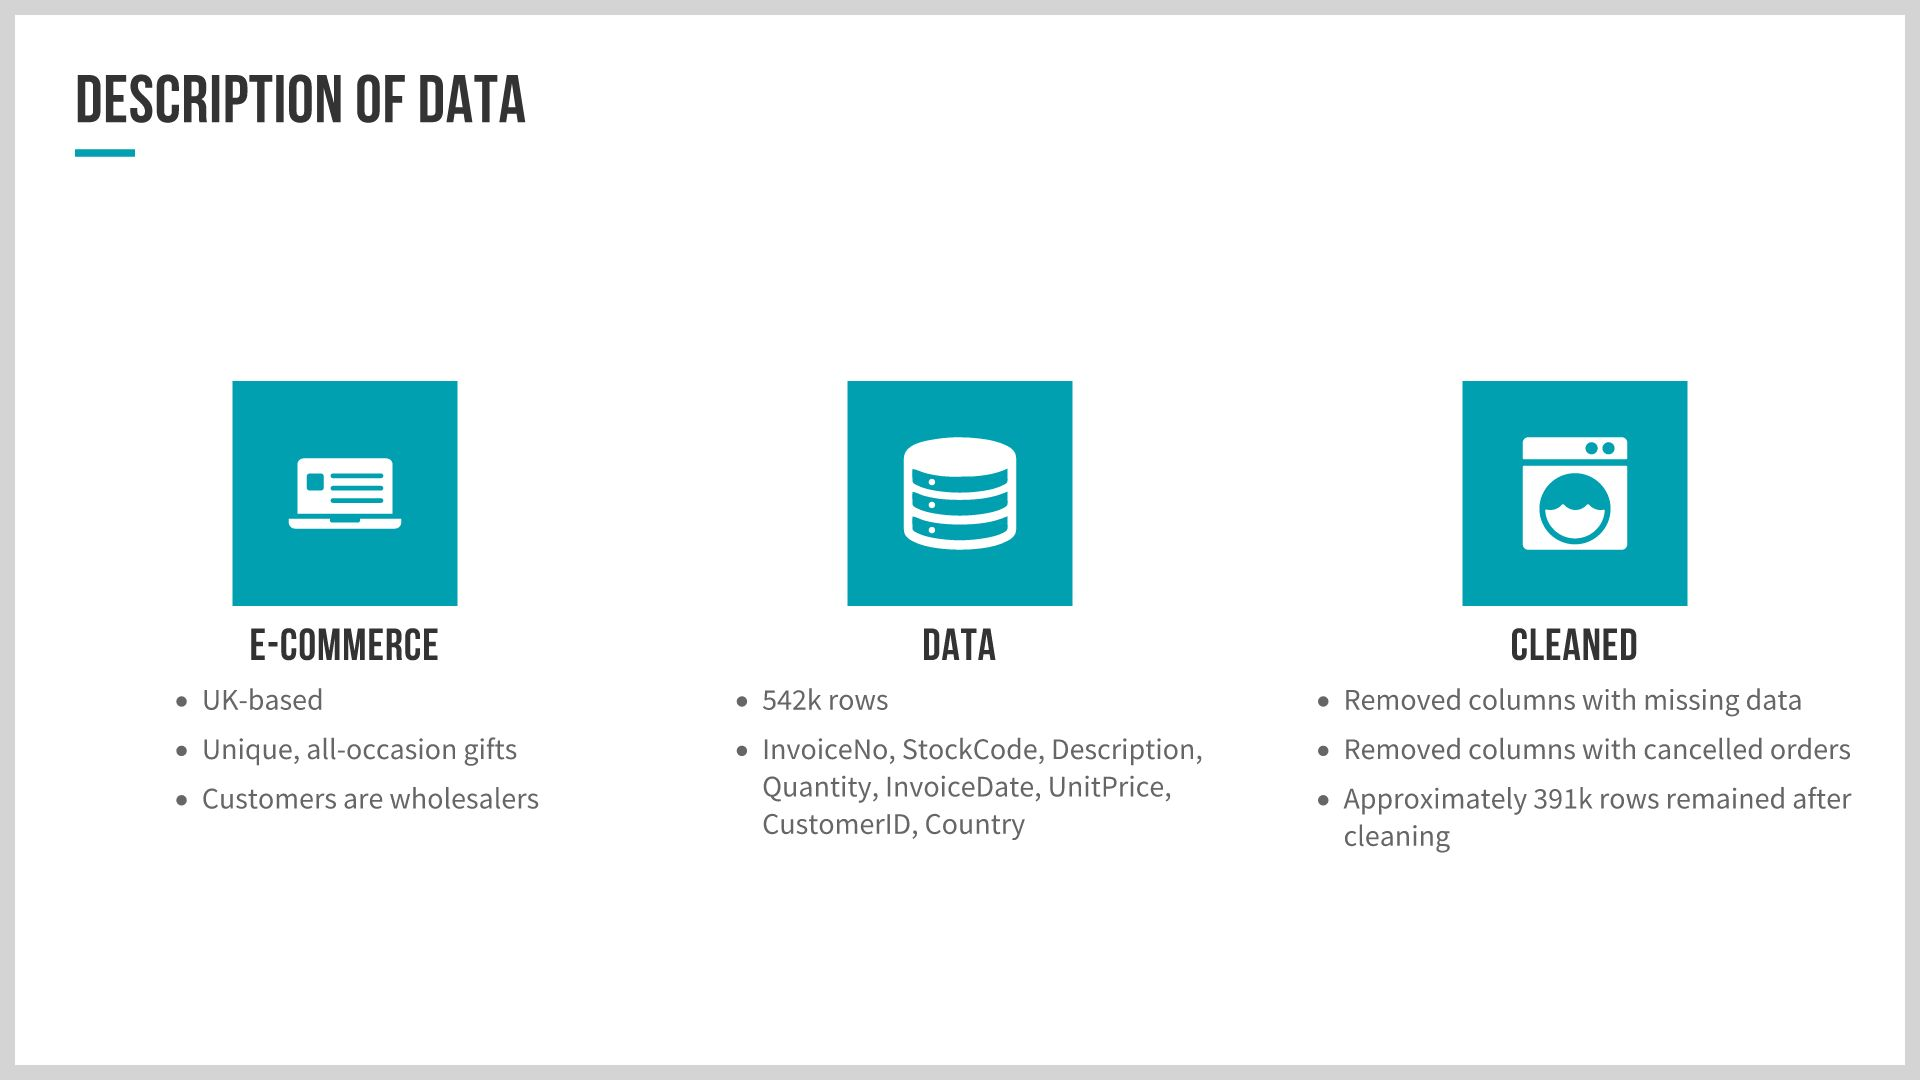 DESCRIPTION OF DATA
E-COMMERCE
• UK-based
• Unique, all-occasion gifts
• Customers are wholesalers
DATA
• 542k rows
• InvoiceNo, StockCode, Description,
Quantity, InvoiceDate, UnitPrice,
CustomerID, Country
CLEANED
• Removed columns with missing data
• Removed columns with cancelled orders
• Approximately 391k rows remained after
cleaning